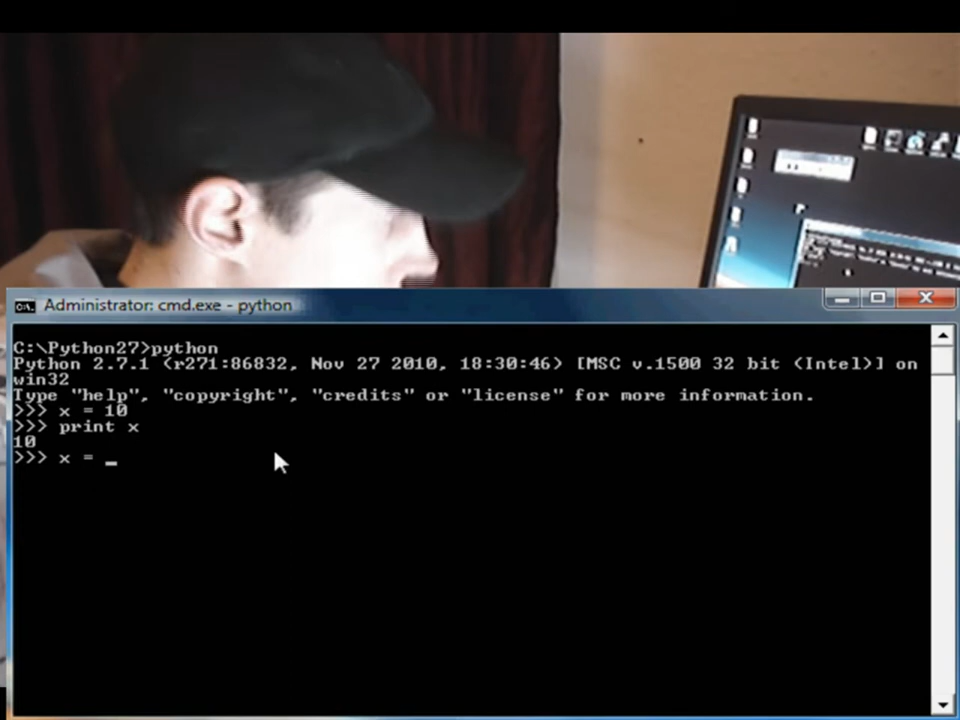 Administrator: cmd.exe - python
C:\Python27>python
Python 2.7.1 (r271:86832, Nov 27 2010, 18:30:46) [MSC v.1500 32 bit (Intel)] on
win32
Type "help", "copyright", "credits" or "license" for more information.
>>> x = 10
>>> print x
10
>>> x = _